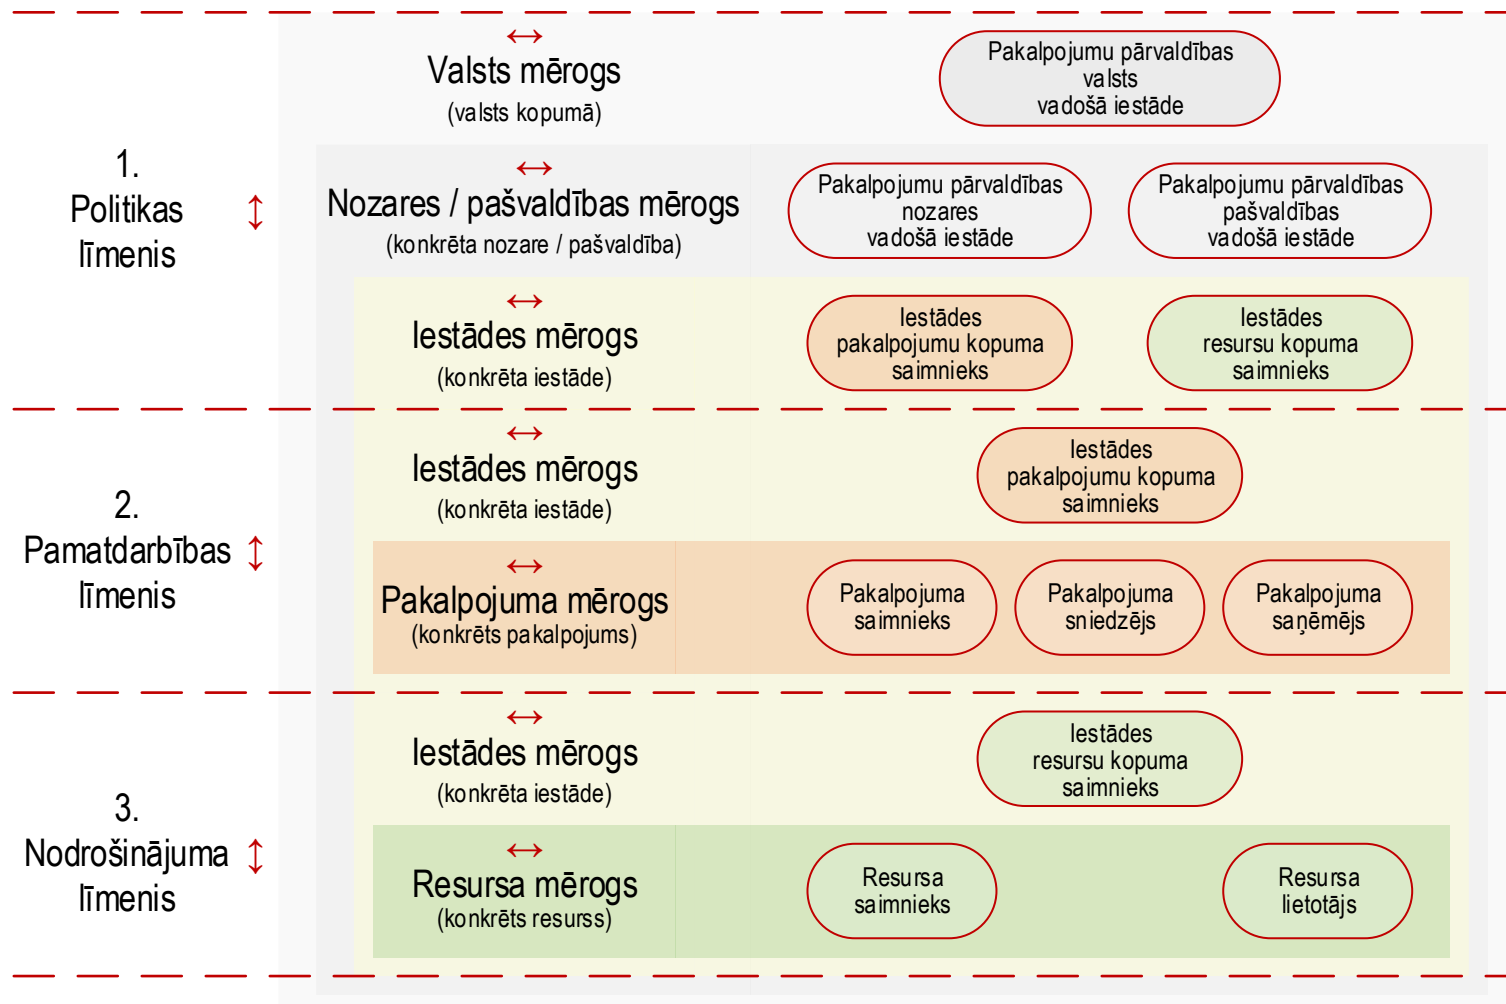 ↔
Valsts mērogs
(valsts kopumā)
Pakalpojumu pārvaldības
valsts
vadošā iestāde
1.
Politikas
līmenis
↕
↔
Nozares / pašvaldības mērogs
(konkrēta nozare / pašvaldība)
Pakalpojumu pārvaldības
nozares
vadošā iestāde
Pakalpojumu pārvaldības
pašvaldības
vadošā iestāde
↔
Iestādes mērogs
(konkrēta iestāde)
Iestādes
pakalpojumu kopuma
saimnieks
Iestādes
resursu kopuma
saimnieks
2.
Pamatdarbības
līmenis
↕
↔
Iestādes mērogs
(konkrēta iestāde)
Iestādes
pakalpojumu kopuma
saimnieks
↔
Pakalpojuma mērogs
(konkrēts pakalpojums)
Pakalpojuma
saimnieks
Pakalpojuma
sniedzējs
Pakalpojuma
saņēmējs
3.
Nodrošinājuma
līmenis
↕
↔
Iestādes mērogs
(konkrēta iestāde)
Iestādes
resursu kopuma
saimnieks
↔
Resursa mērogs
(konkrēts resurss)
Resursa
saimnieks
Resursa
lietotājs